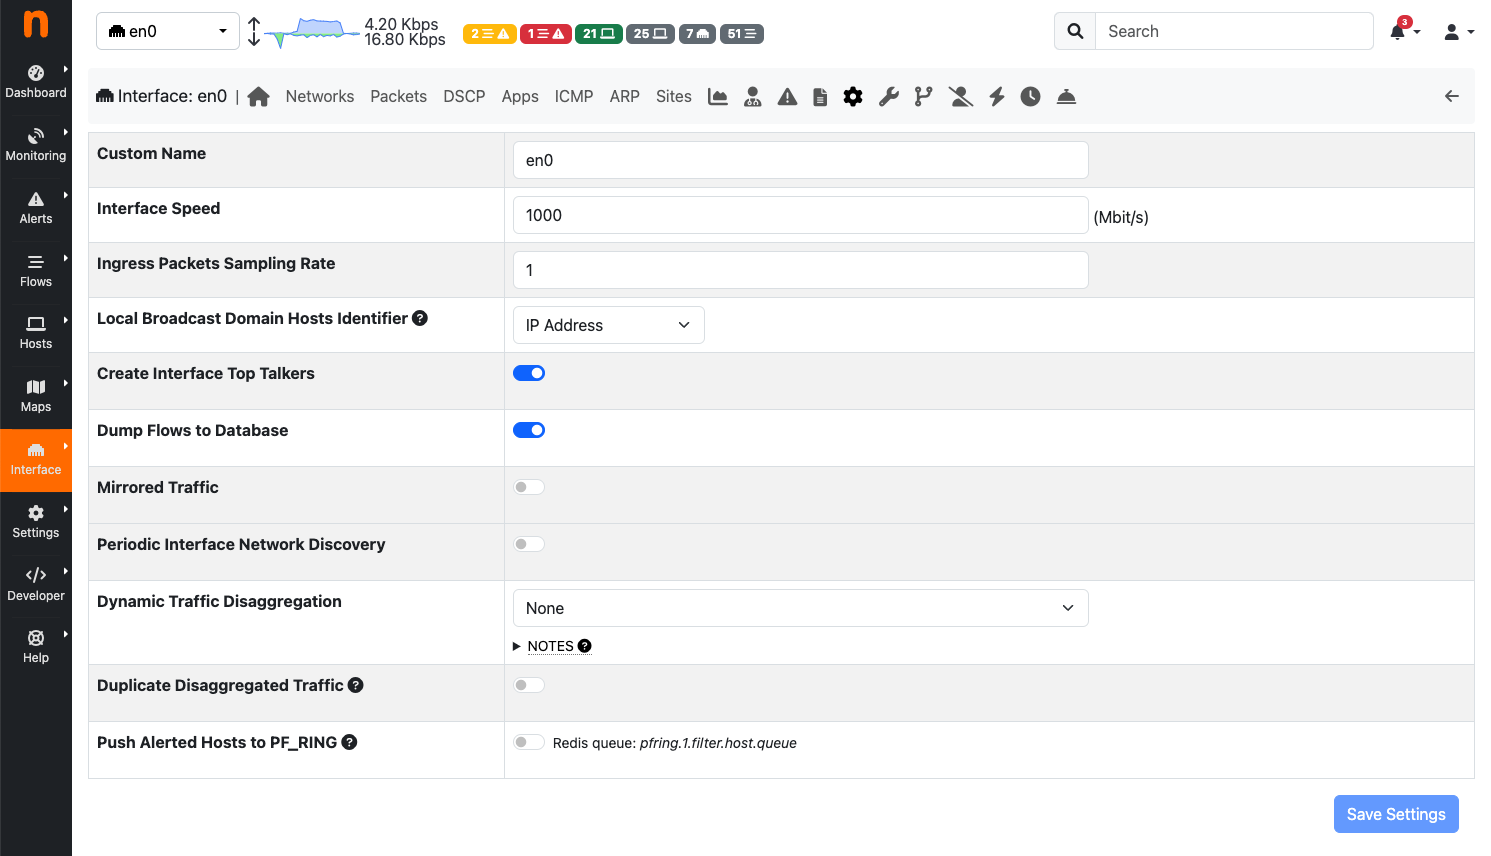 en0
4.20 Kbps
16.80 Kbps
2
1
21
25
7
51
Search
3
Dashboard
Monitoring
Alerts
Flows
Hosts
Maps
Interface
Settings
Developer
Help
Interface: en0 |
Networks
Packets
DSCP
Apps
ICMP
ARP
Sites
Custom Name
en0
Interface Speed
1000
(Mbit/s)
Ingress Packets Sampling Rate
1
Local Broadcast Domain Hosts Identifier
IP Address
Create Interface Top Talkers
Dump Flows to Database
Mirrored Traffic
Periodic Interface Network Discovery
Dynamic Traffic Disaggregation
None
NOTES
Duplicate Disaggregated Traffic
Push Alerted Hosts to PF_RING
Redis queue: pfring.1.filter.host.queue
Save Settings